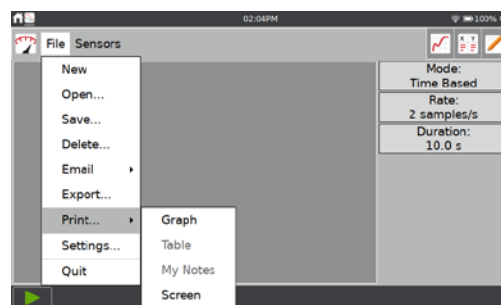 02:04PM
100%
File Sensors
X Y
New
Open...
Save...
Delete...
Email
Export...
Print...
Settings...
Quit
Graph
Table
My Notes
Screen
Mode:
Time Based
Rate:
2 samples/s
Duration:
10.0 s